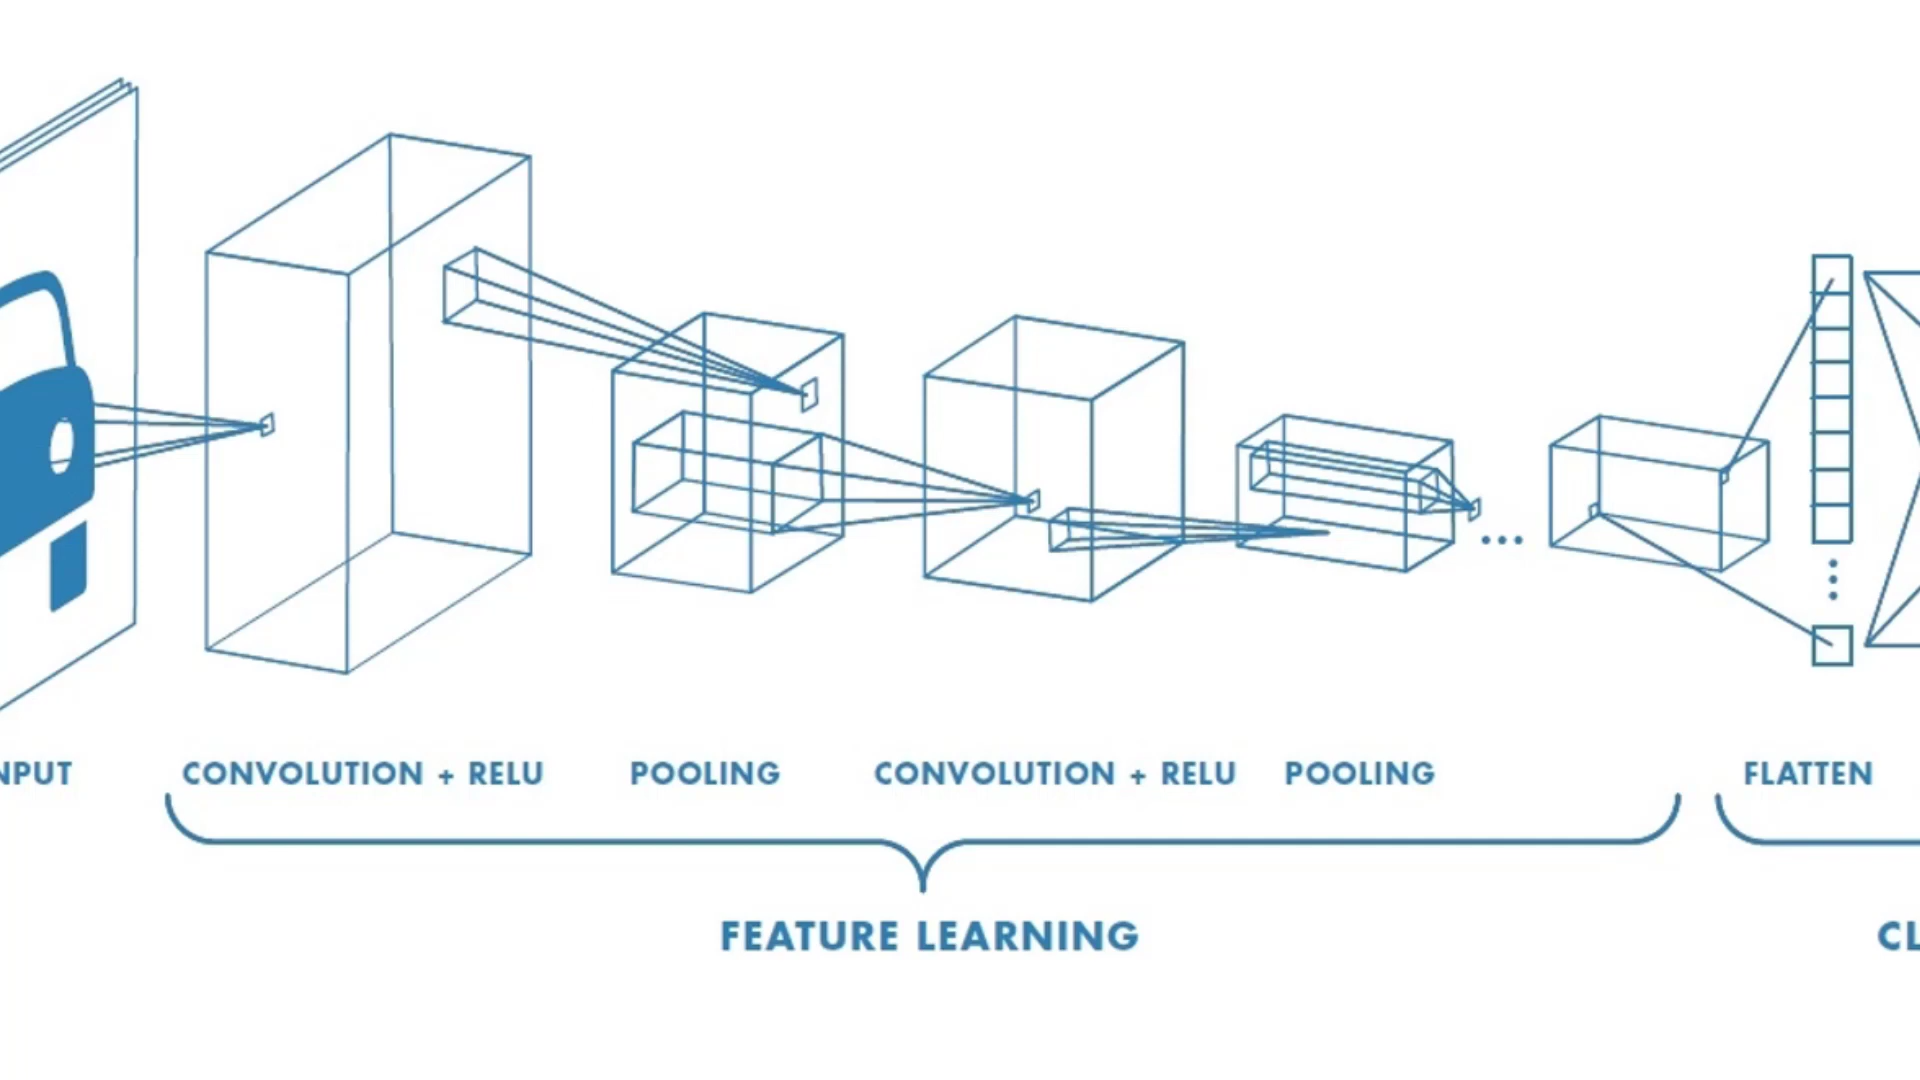 NPUT
CONVOLUTION + RELU
POOLING
CONVOLUTION + RELU
POOLING
FLATTEN
FEATURE LEARNING
CL